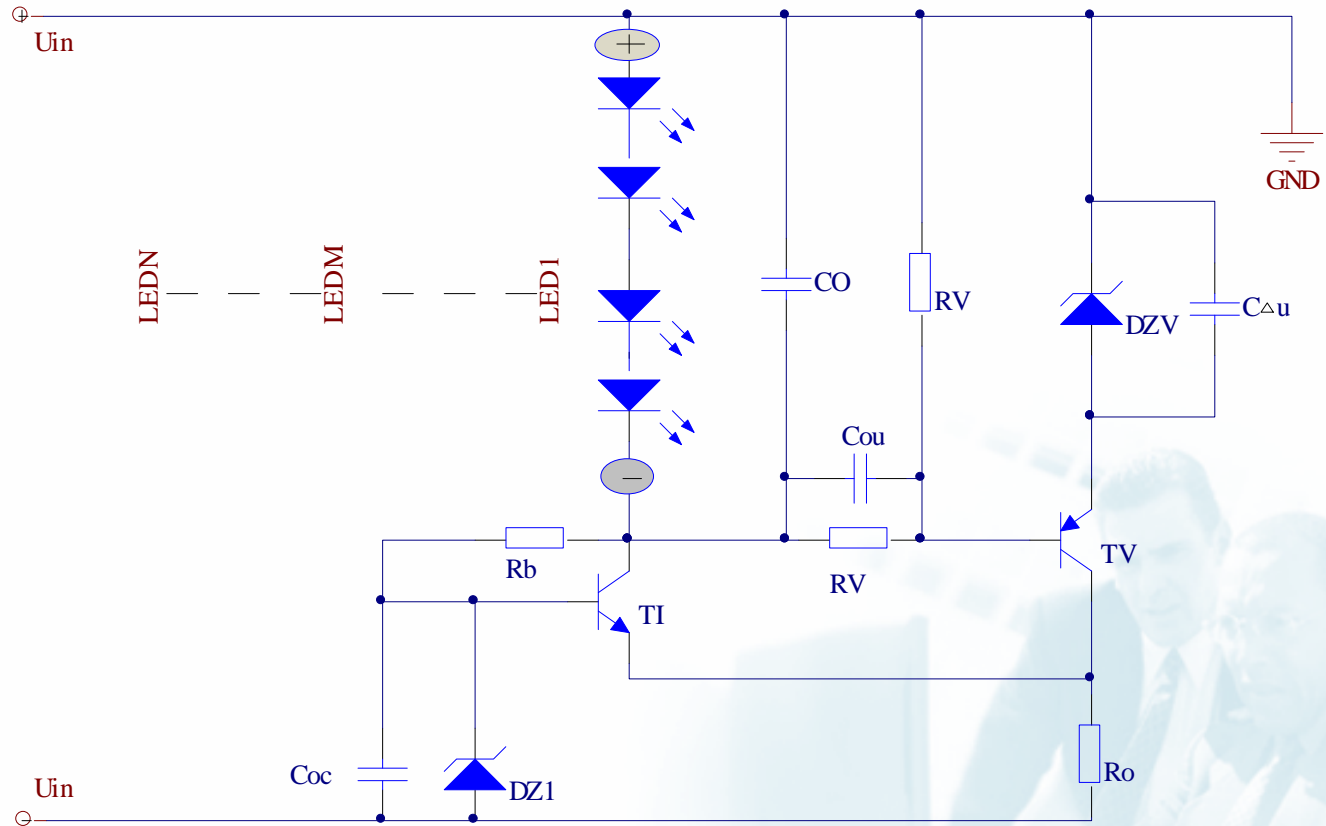 Uin
GND
LEDN
LEDM
LED1
CO
RV
DZV
C△u
Cou
Rb
RV
TV
TI
Coc
DZ1
Ro
Uin